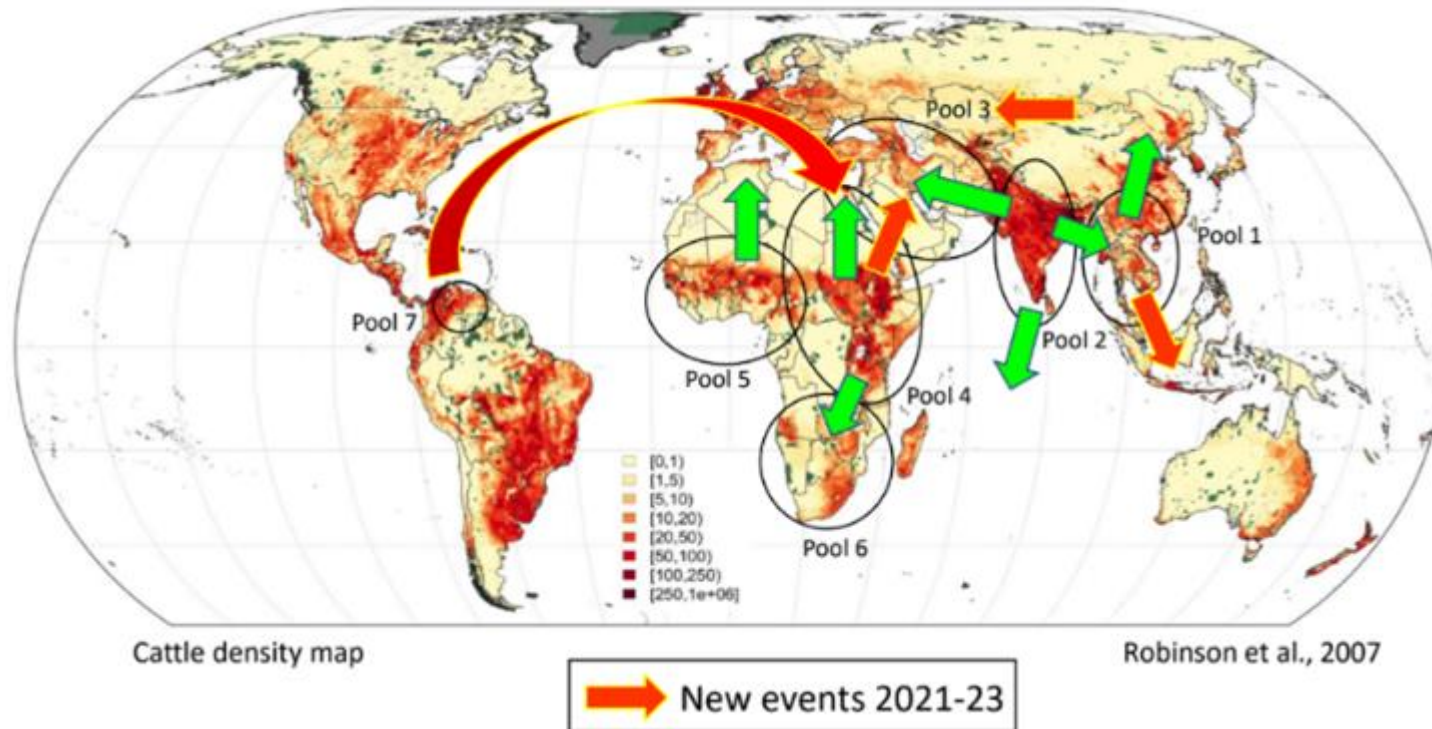 Pool 3
Pool 1
Pool 7
Pool 2
Pool 5
Pool 4
[0,1)
[1,5)
[5,10)
[10,20)
[20,50)
[50,100)
[100,250)
[250,1e+06]
Pool 6
Cattle density map
Robinson et al., 2007
New events 2021-23